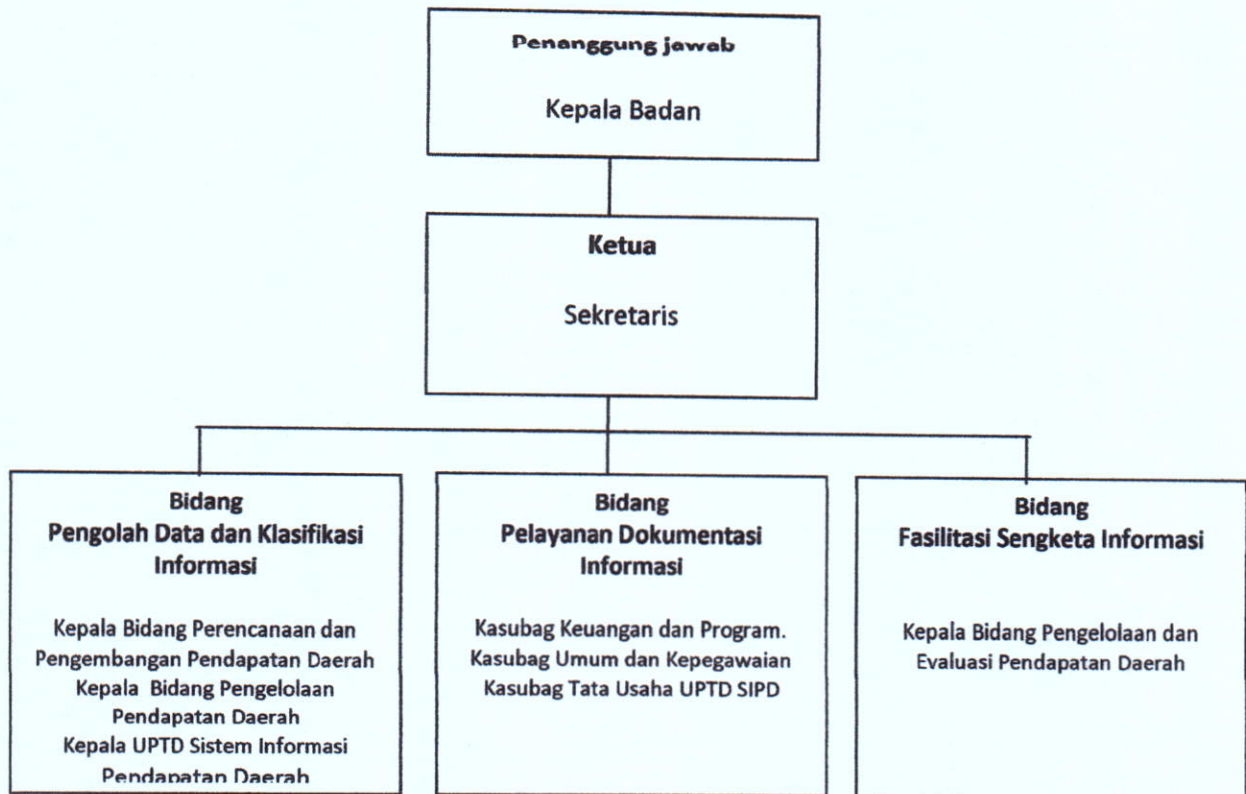 Penanggung jawab
Kepala Badan
Ketua
Sekretaris
Bidang
Pengolah Data dan Klasifikasi
Informasi
Kepala Bidang Perencanaan dan
Pengembangan Pendapatan Daerah
Kepala Bidang Pengelolaan
Pendapatan Daerah
Kepala UPTD Sistem Informasi
Pendapatan Daerah
Bidang
Pelayanan Dokumentasi
Informasi
Kasubag Keuangan dan Program.
Kasubag Umum dan Kepegawaian
Kasubag Tata Usaha UPTD SIPD
Bidang
Fasilitasi Sengketa Informasi
Kepala Bidang Pengelolaan dan
Evaluasi Pendapatan Daerah